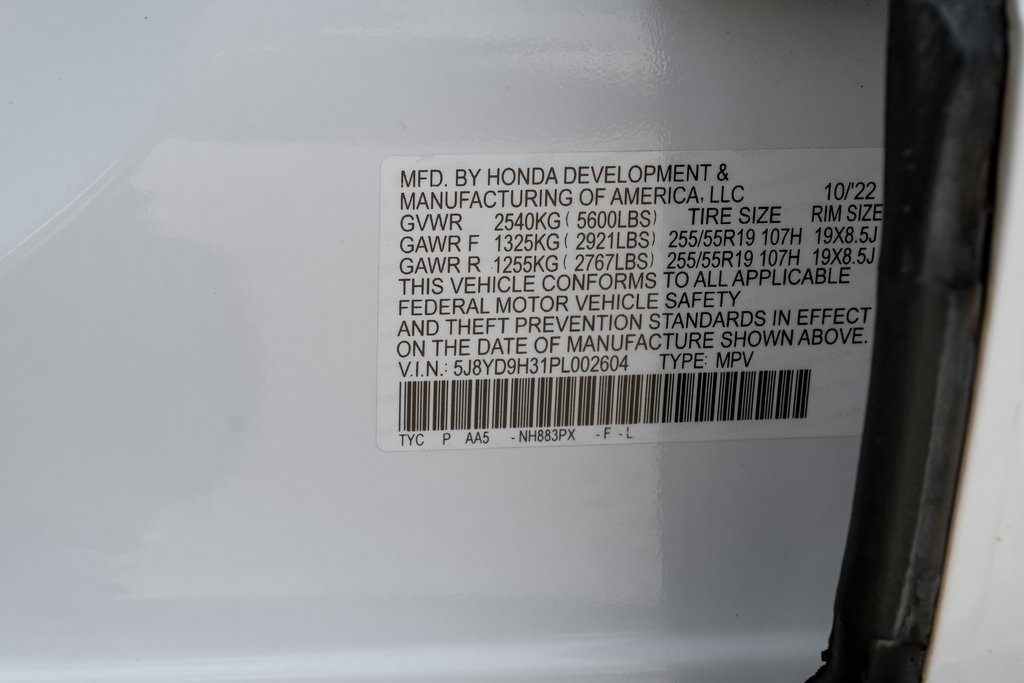 MFD. BY HONDA DEVELOPMENT &
MANUFACTURING OF AMERICA, LLC 10/'22
GVWR 2540KG ( 5600LBS) TIRE SIZE RIM SIZE
GAWR F 1325KG ( 2921LBS) 255/55R19 107H 19X8.5J
GAWR R 1255KG ( 2767LBS) 255/55R19 107H 19X8.5J
THIS VEHICLE CONFORMS TO ALL APPLICABLE
FEDERAL MOTOR VEHICLE SAFETY
AND THEFT PREVENTION STANDARDS IN EFFECT
ON THE DATE OF MANUFACTURE SHOWN ABOVE.
V.I.N.: 5J8YD9H31PL002604 TYPE: MPV
TYC P AA5 -NH883PX -F -L